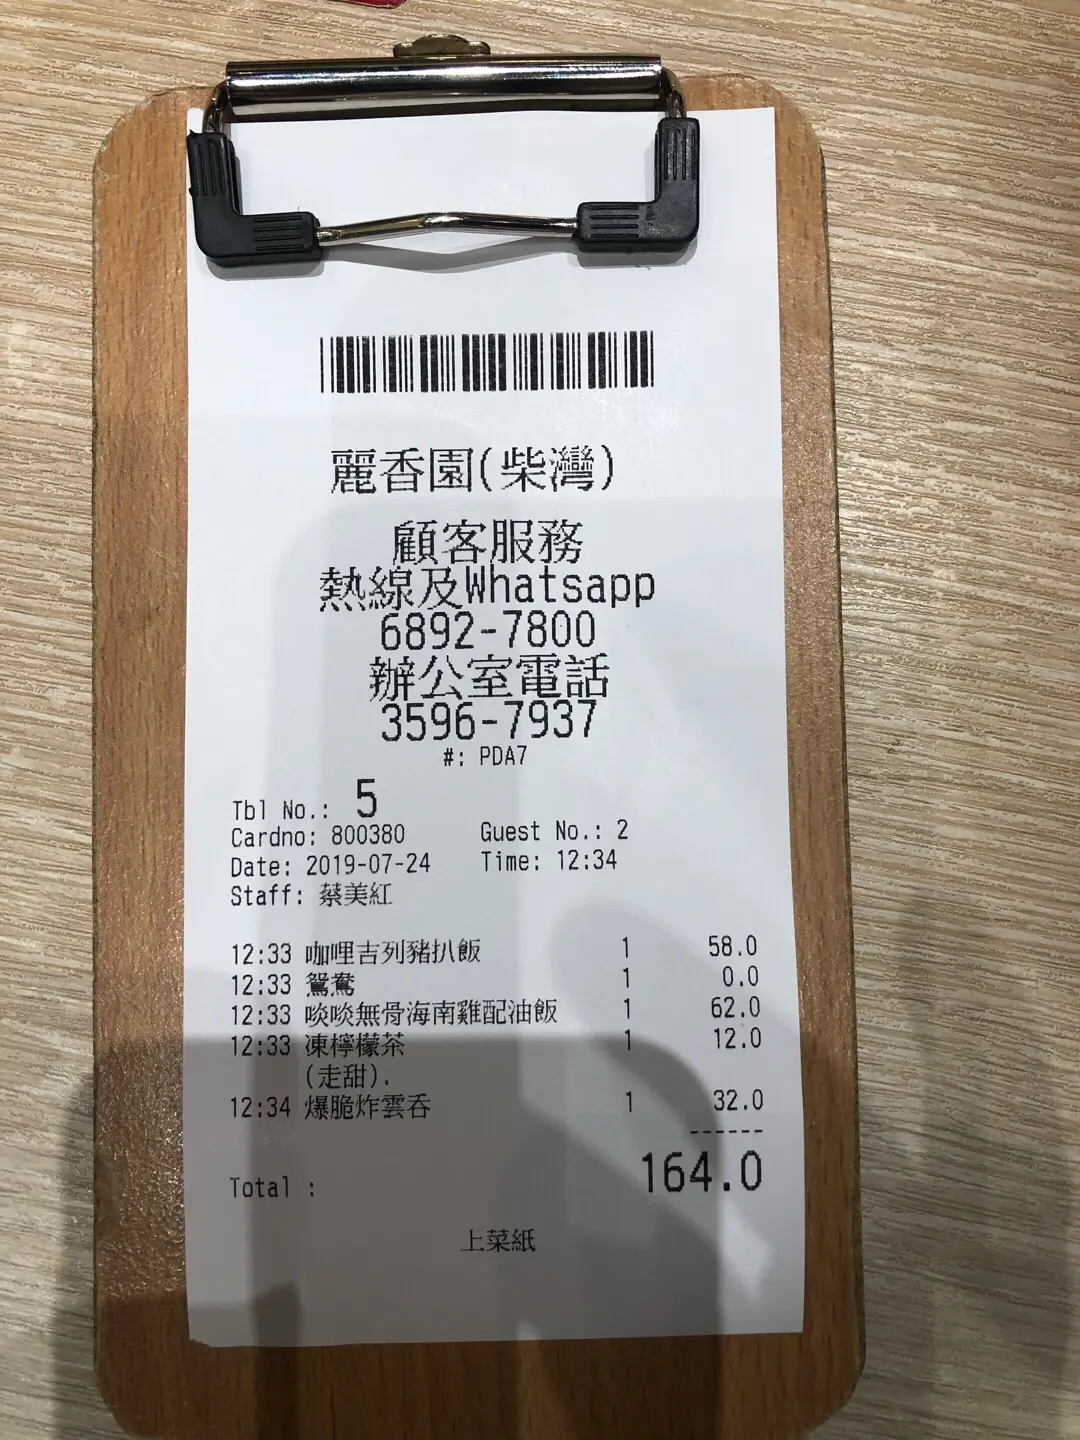 麗香園(柴灣)
顧客服務
熱線及Whatsapp
6892-7800
辦公室電話
3596-7937
#: PDA7
Tbl No.: 5
Cardno: 800380 Guest No.: 2
Date: 2019-07-24 Time: 12:34
Staff: 蔡美紅
12:33 咖哩吉列豬扒飯 1 58.0
12:33 鴛鴦 1 0.0
12:33 啖啖無骨海南雞配油飯 1 62.0
12:33 凍檸檬茶 1 12.0
(走甜).
12:34 爆脆炸雲吞 1 32.0
------
Total : 164.0
上菜紙